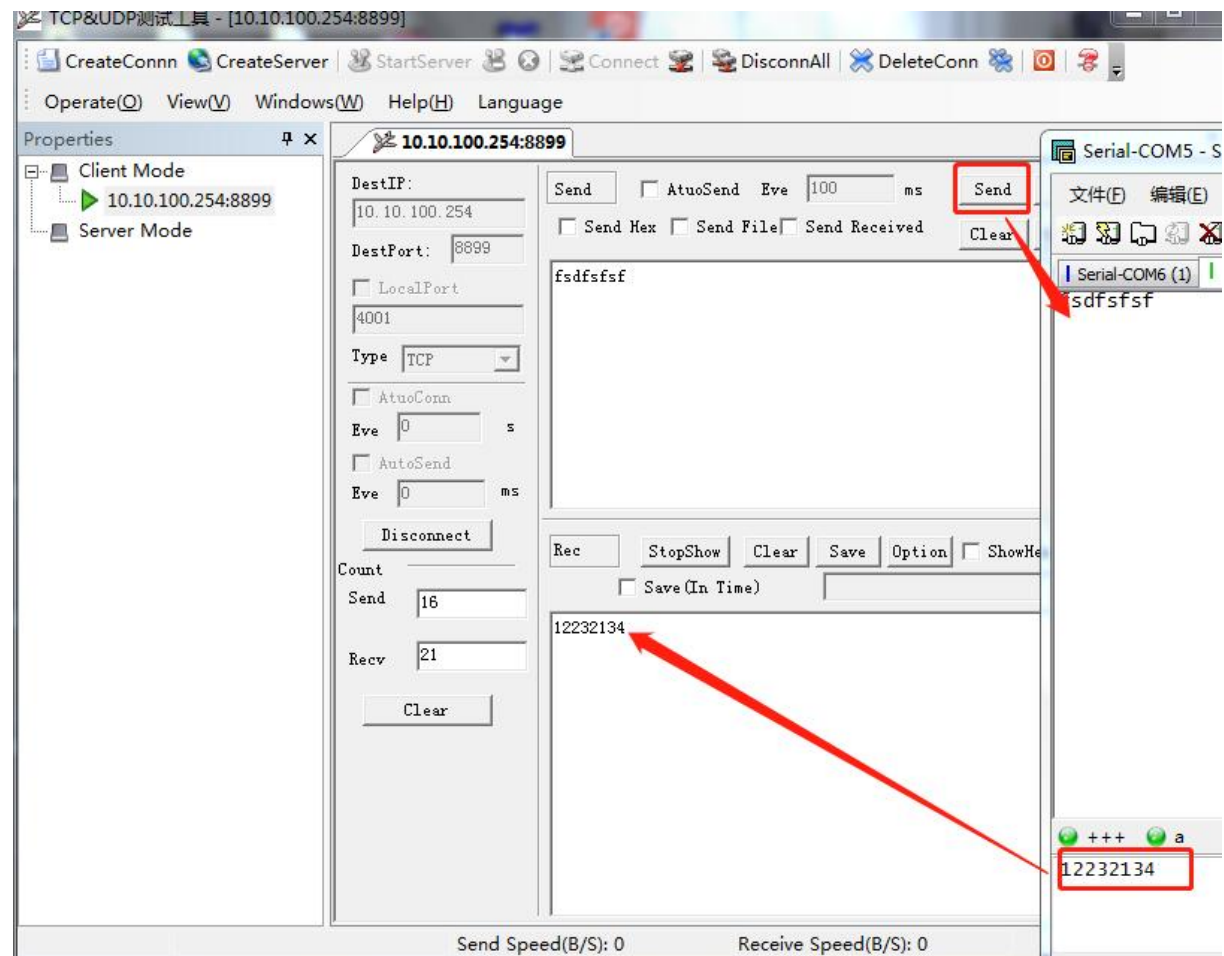 TCP&UDP测试工具 - [10.10.100.254:8899]
CreateConnn CreateServer StartServer Connect DisconnAll DeleteConn
Operate(O) View(V) Windows(W) Help(H) Language
Properties
10.10.100.254:8899
Client Mode
10.10.100.254:8899
Server Mode
DestIP:
10.10.100.254
DestPort: 8899
LocalPort
4001
Type TCP
AtuoConn
Eve 0 s
AutoSend
Eve 0 ms
Disconnect
Count
Send 16
Recv 21
Clear
Send AtuoSend Eve 100 ms Send
Send Hex Send File Send Received Clear
fsdfsfsf
Rec StopShow Clear Save Option ShowHe
Save(In Time)
12232134
Send Speed(B/S): 0 Receive Speed(B/S): 0
Serial-COM5 - S
文件(F) 编辑(E)
Serial-COM6 (1)
sdfsfsf
+++ a
12232134